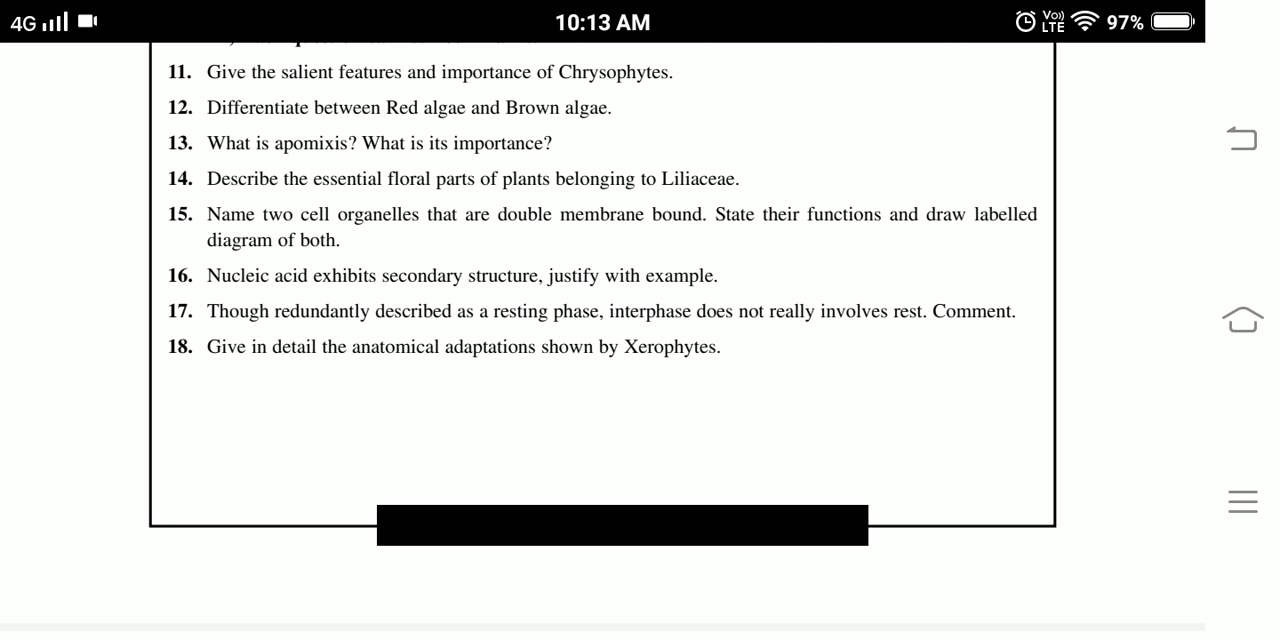 4G 10:13 AM Vo) LTE 97%
11. Give the salient features and importance of Chrysophytes.
12. Differentiate between Red algae and Brown algae.
13. What is apomixis? What is its importance?
14. Describe the essential floral parts of plants belonging to Liliaceae.
15. Name two cell organelles that are double membrane bound. State their functions and draw labelled
diagram of both.
16. Nucleic acid exhibits secondary structure, justify with example.
17. Though redundantly described as a resting phase, interphase does not really involves rest. Comment.
18. Give in detail the anatomical adaptations shown by Xerophytes.